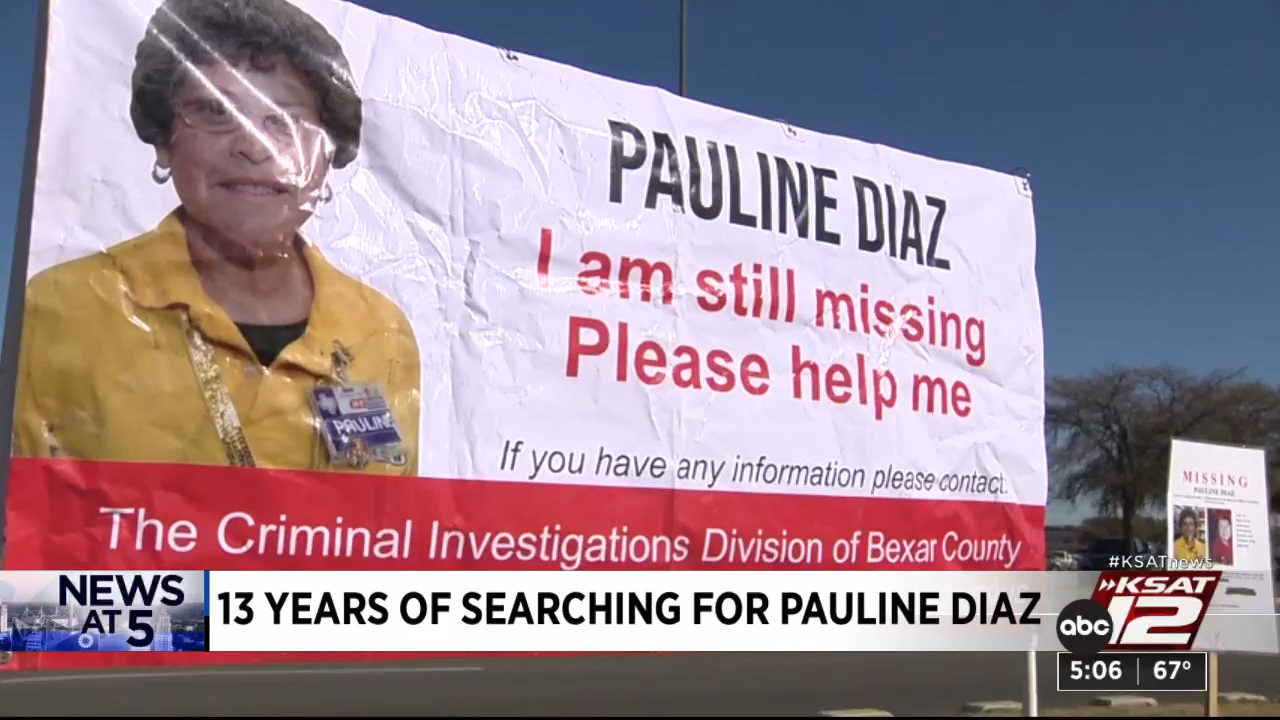 PAULINE DIAZ
I am still missing
Please help me
If you have any information please contact:
The Criminal Investigations Division of Bexar County
PAULINE
MISSING
PAULINE DIAZ
#KSATnews
NEWS
AT 5
13 YEARS OF SEARCHING FOR PAULINE DIAZ
abc
KSAT
12
5:06
67°